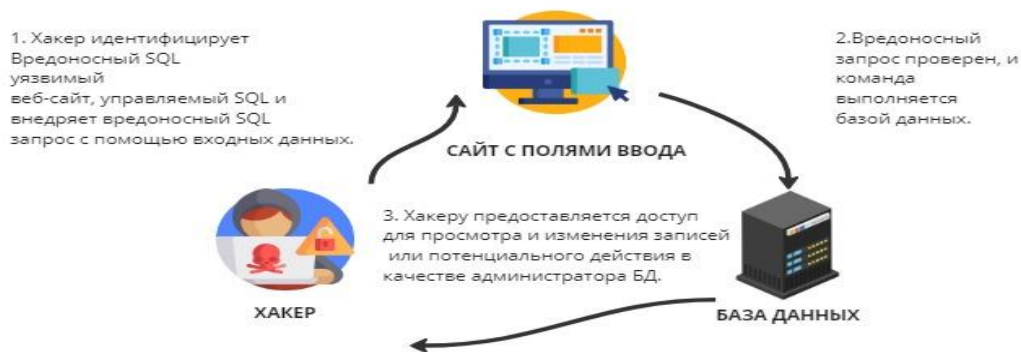 1. Хакер идентифицирует
Вредоносный SQL
уязвимый
веб-сайт, управляемый SQL и
внедряет вредоносный SQL
запрос с помощью входных данных.
2.Вредоносный
запрос проверен, и
команда
выполняется
базой данных.
САЙТ С ПОЛЯМИ ВВОДА
3. Хакеру предоставляется доступ
для просмотра и изменения записей
или потенциального действия в
качестве администратора БД.
ХАКЕР
БАЗА ДАННЫХ